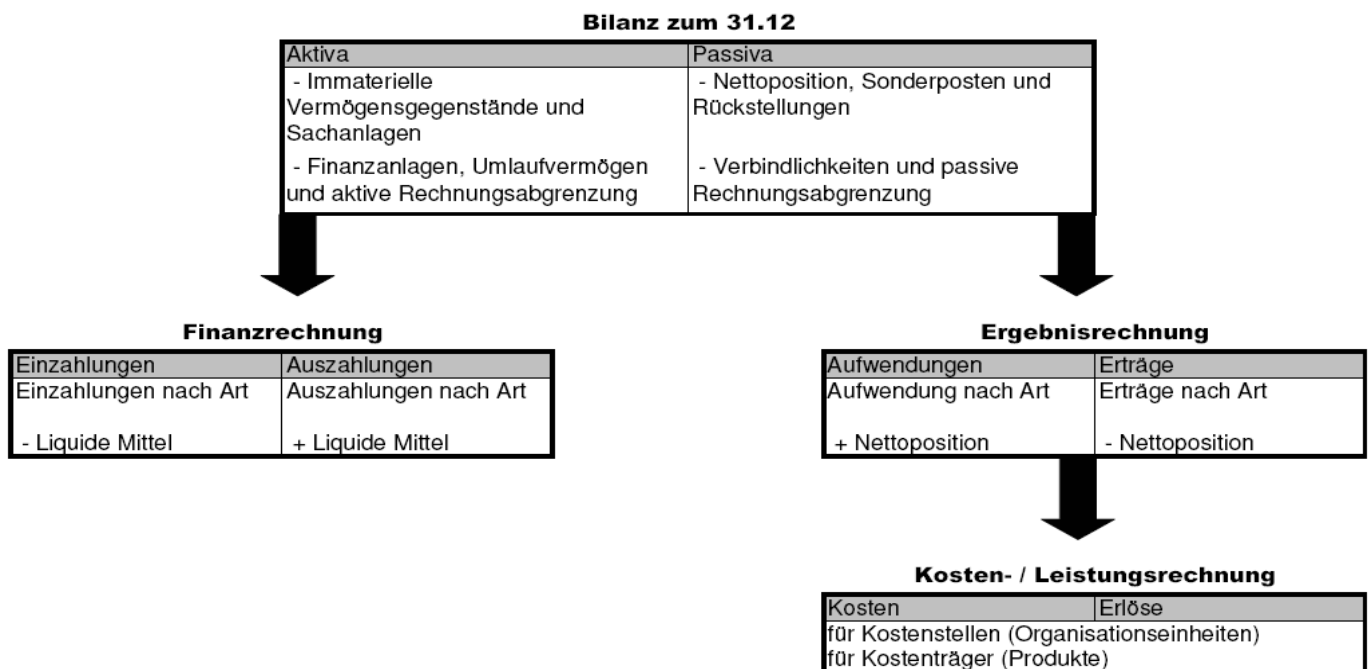 Bilanz zum 31.12
Aktiva
Passiva
- Immaterielle
Vermögensgegenstände und
Sachanlagen
- Nettoposition, Sonderposten und
Rückstellungen
- Finanzanlagen, Umlaufvermögen
und aktive Rechnungsabgrenzung
- Verbindlichkeiten und passive
Rechnungsabgrenzung
Finanzrechnung
Einzahlungen
Auszahlungen
Einzahlungen nach Art
Auszahlungen nach Art
- Liquide Mittel
+ Liquide Mittel
Ergebnisrechnung
Aufwendungen
Erträge
Aufwendung nach Art
Erträge nach Art
+ Nettoposition
- Nettoposition
Kosten- / Leistungsrechnung
Kosten
Erlöse
für Kostenstellen (Organisationseinheiten)
für Kostenträger (Produkte)